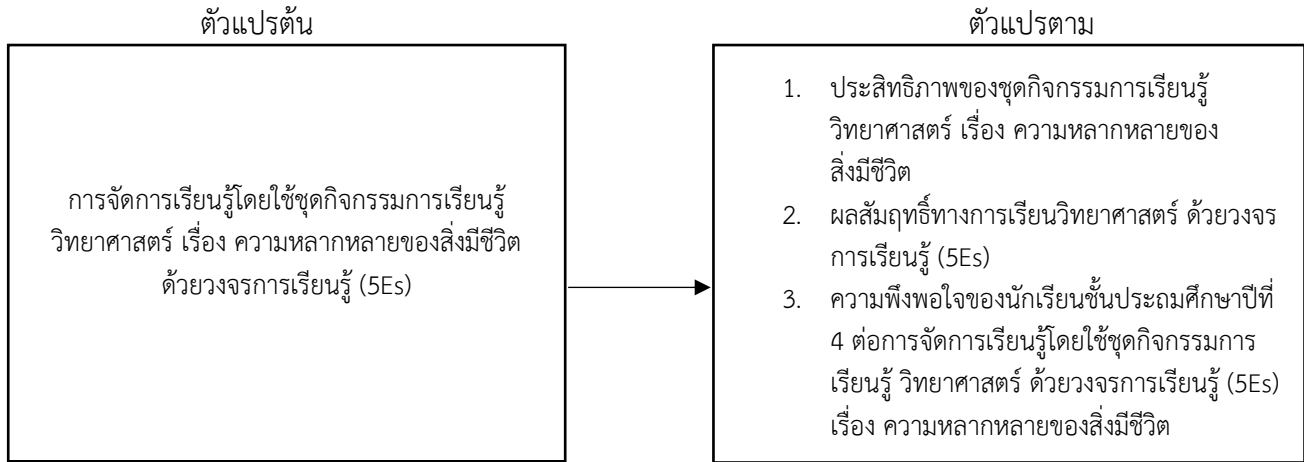 ตัวแปรต้น
การจัดการเรียนรู้โดยใช้ชุดกิจกรรมการเรียนรู้
วิทยาศาสตร์ เรื่อง ความหลากหลายของสิ่งมีชีวิต
ด้วยวงจรการเรียนรู้ (5Es)
ตัวแปรตาม
1. ประสิทธิภาพของชุดกิจกรรมการเรียนรู้
วิทยาศาสตร์ เรื่อง ความหลากหลายของ
สิ่งมีชีวิต
2. ผลสัมฤทธิ์ทางการเรียนวิทยาศาสตร์ ด้วยวงจร
การเรียนรู้ (5Es)
3. ความพึงพอใจของนักเรียนชั้นประถมศึกษาปีที่
4 ต่อการจัดการเรียนรู้โดยใช้ชุดกิจกรรมการ
เรียนรู้ วิทยาศาสตร์ ด้วยวงจรการเรียนรู้ (5Es)
เรื่อง ความหลากหลายของสิ่งมีชีวิต